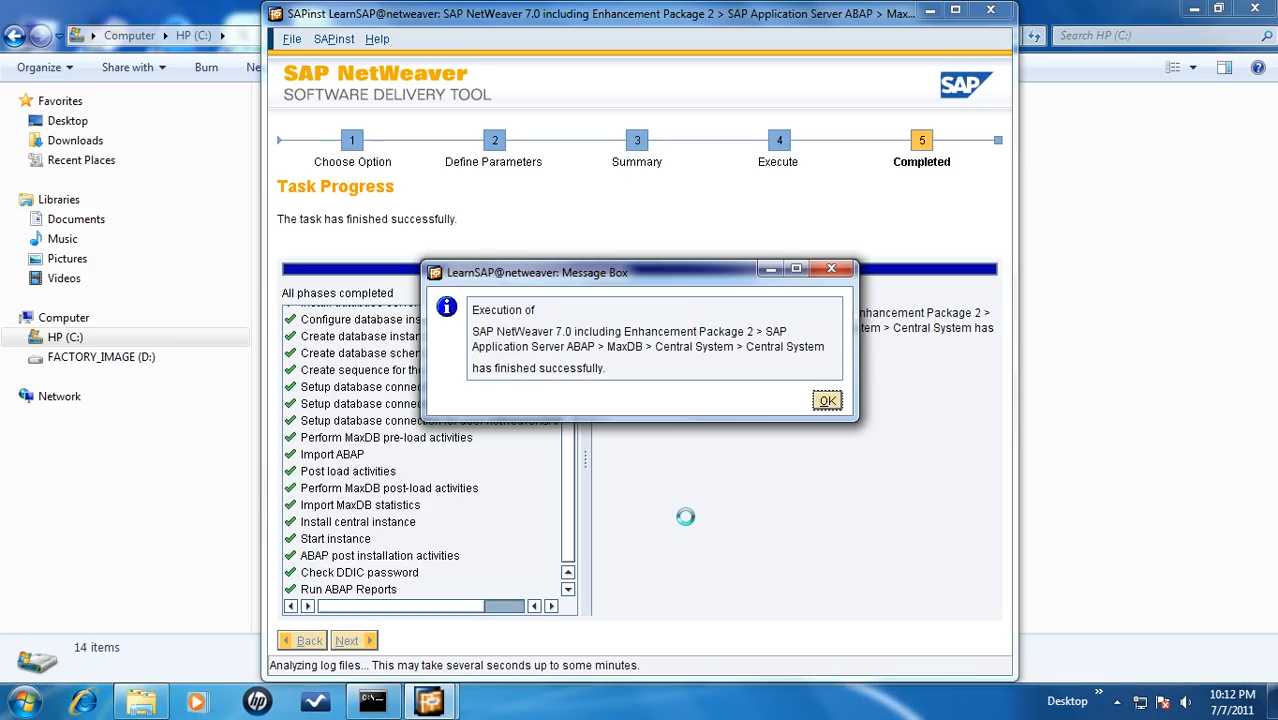 SAPinst LearnSAP@netweaver: SAP NetWeaver 7.0 including Enhancement Package 2 > SAP Application Server ABAP > Max...
Computer
HP (C:)
Search HP (C:)
File
SAPinst
Help
Organize
Share with
Burn
Ne
SAP NetWeaver
SOFTWARE DELIVERY TOOL
SAP
1
2
3
4
5
Choose Option
Define Parameters
Summary
Execute
Completed
Favorites
Desktop
Downloads
Recent Places
Libraries
Documents
Music
Pictures
Videos
Computer
HP (C:)
FACTORY_IMAGE (D:)
Network
Task Progress
The task has finished successfully.
All phases completed
Configure database ins
Create database instan
Create database schem
Create sequence for the
Setup database connec
Setup database connec
Perform MaxDB pre-load activities
Import ABAP
Post load activities
Perform MaxDB post-load activities
Import MaxDB statistics
Install central instance
Start instance
ABAP post installation activities
Check DDIC password
Run ABAP Reports
nhancement Package 2 >
tem > Central System has
LearnSAP@netweaver: Message Box
Execution of
SAP NetWeaver 7.0 including Enhancement Package 2 > SAP
Application Server ABAP > MaxDB > Central System > Central System
has finished successfully.
OK
Back
Next
14 items
Analyzing log files... This may take several seconds up to some minutes.
hp
C:\.
Desktop
10:12 PM
7/7/2011